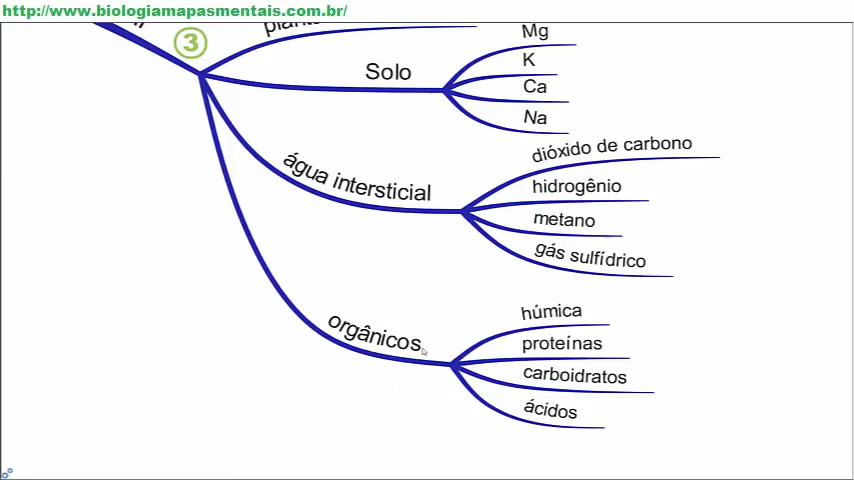 http://www.biologiamapasmentais.com.br/
3
Solo
Mg
K
Ca
Na
água intersticial
dióxido de carbono
hidrogênio
metano
gás sulfídrico
orgânicos
húmica
proteínas
carboidratos
ácidos